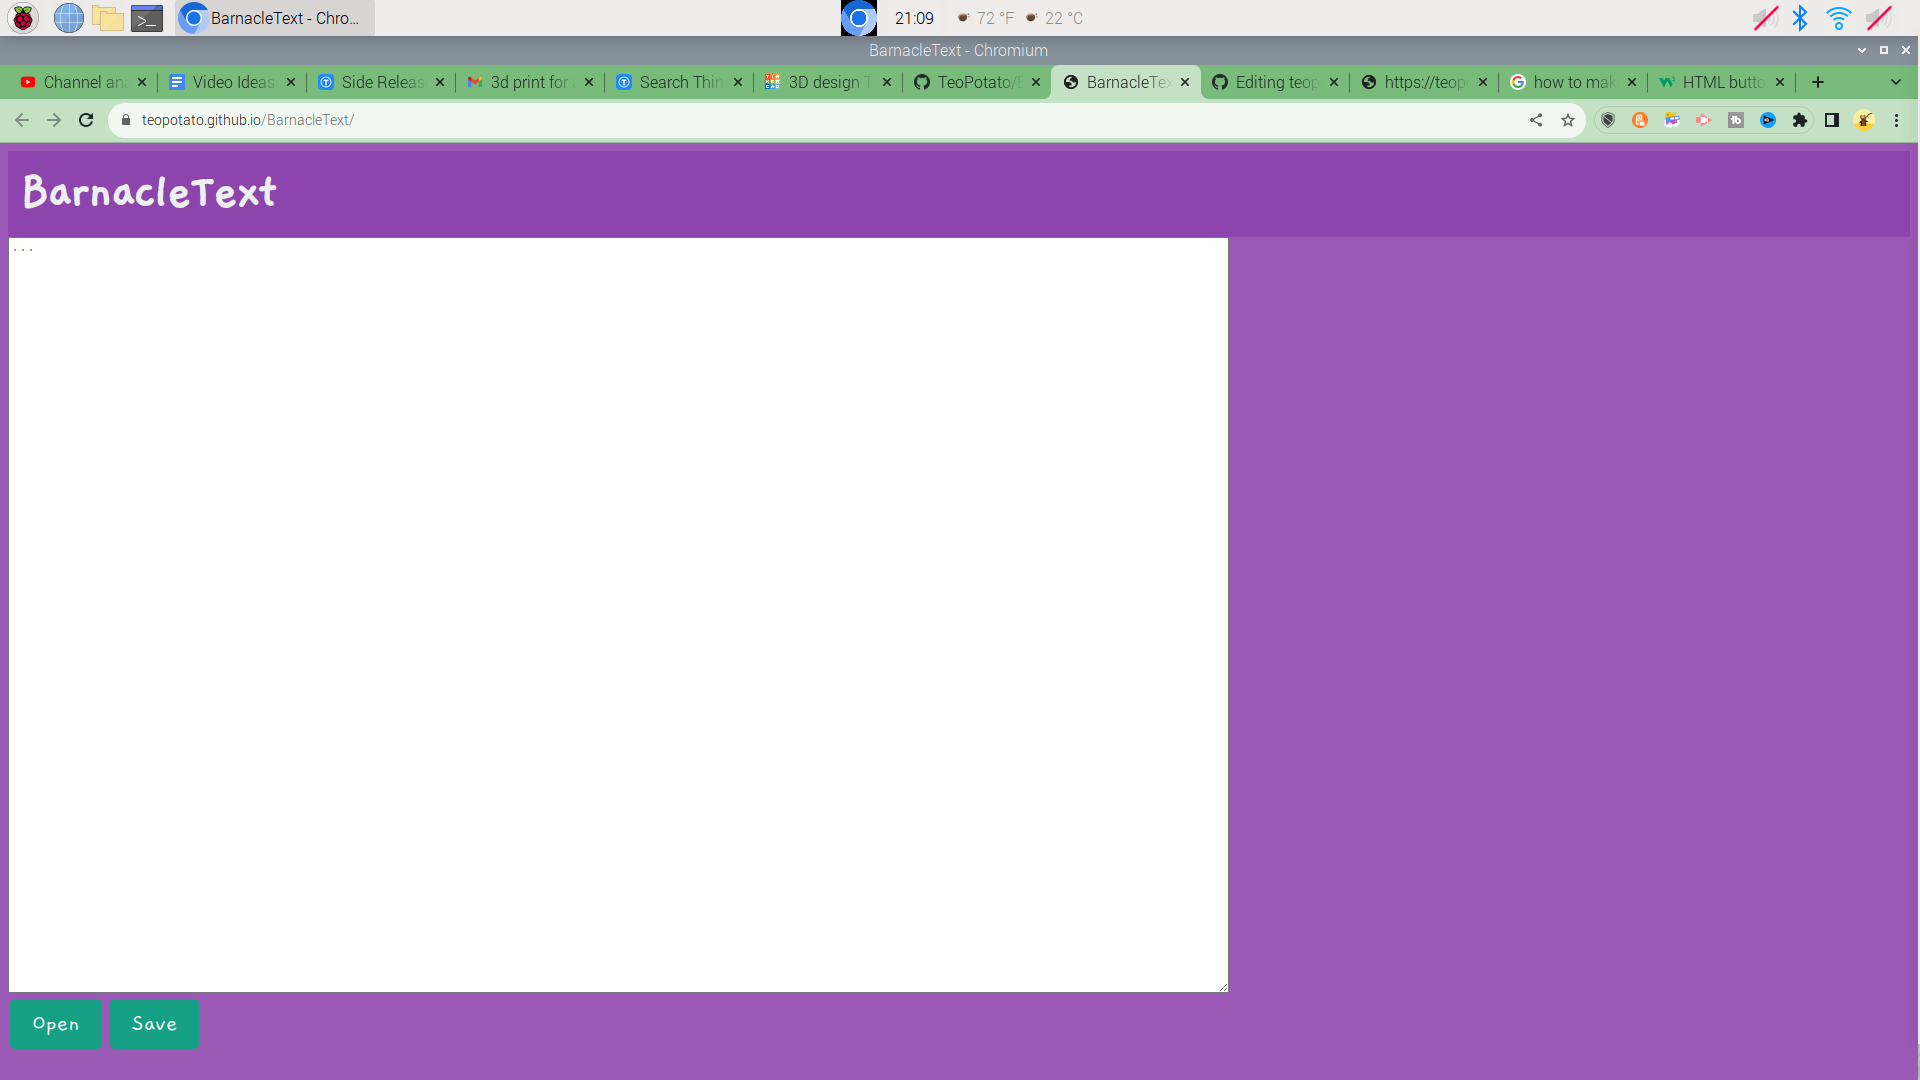 BarnacleText - Chro...
21:09
72 °F
22 °C
BarnacleText - Chromium
Channel an
Video Ideas
Side Releas
3d print for
Search Thin
3D design T
TeoPotato/
BarnacleTex
Editing teop
https://teop
how to mak
HTML butto
teopotato.github.io/BarnacleText/
BarnacleText
...
Open
Save